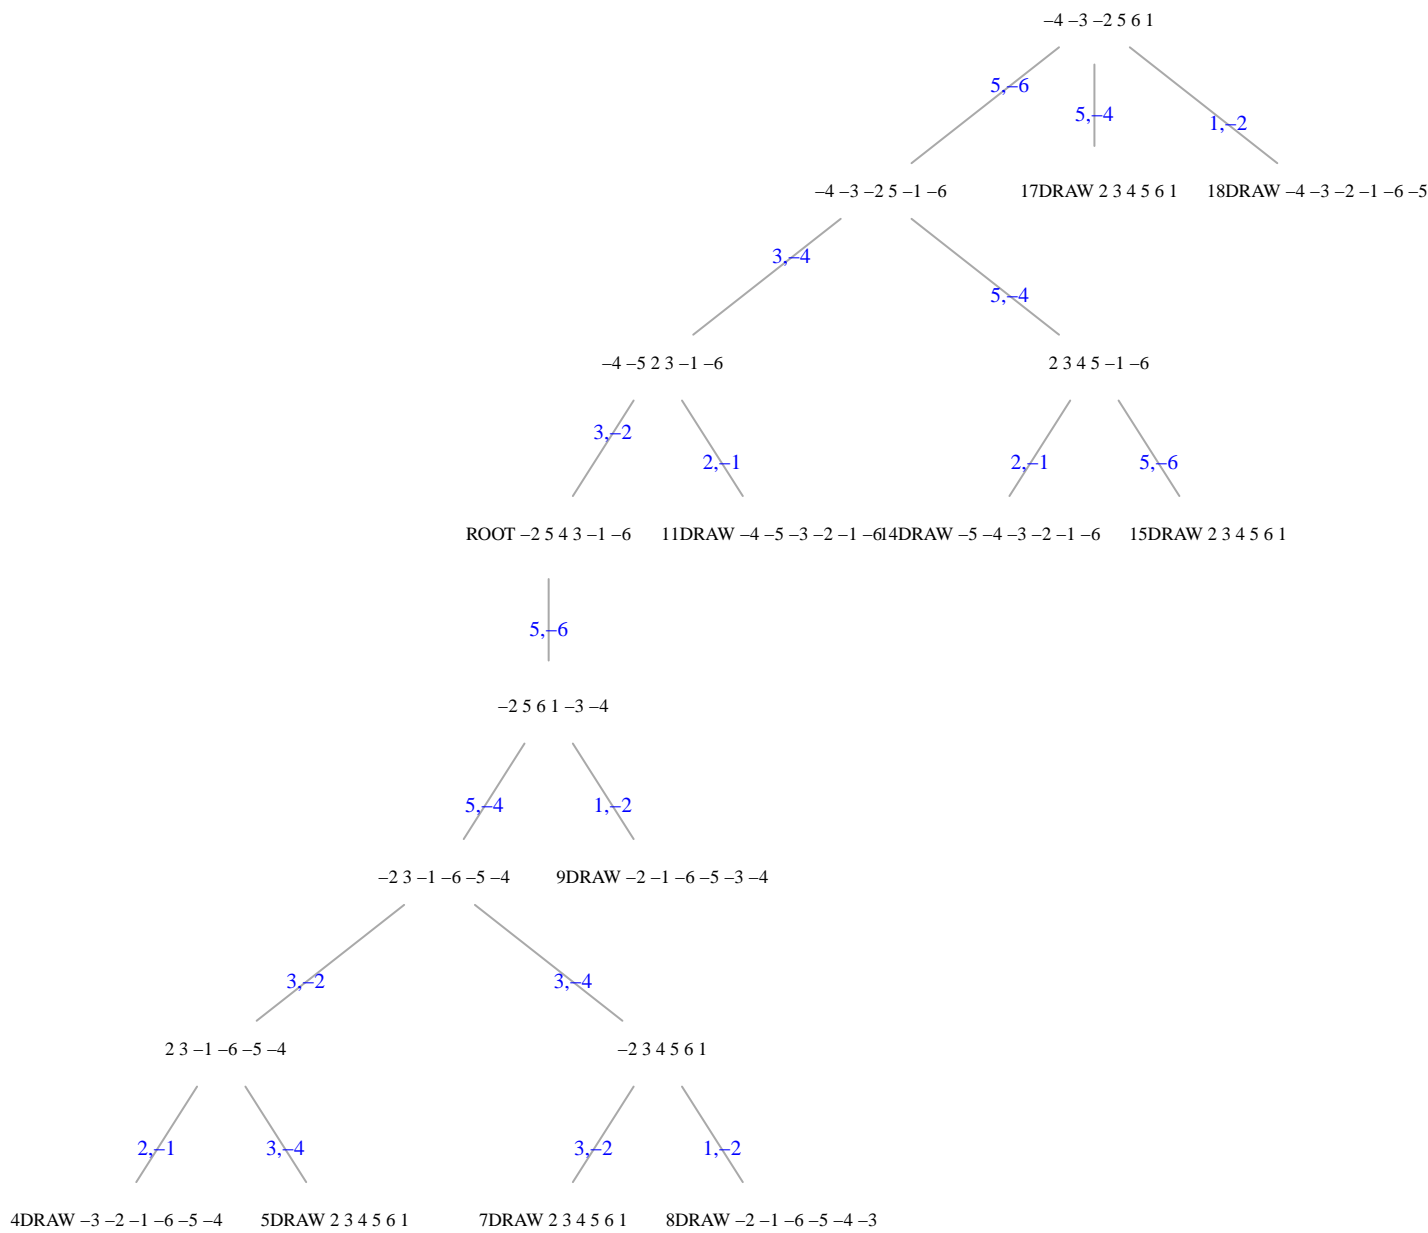 –4 –3 –2 5 6 1
5,–6
5,–4
1,–2
–4 –3 –2 5 –1 –6
17DRAW 2 3 4 5 6 1
18DRAW –4 –3 –2 –1 –6 –5
3,–4
5,–4
–4 –5 2 3 –1 –6
2 3 4 5 –1 –6
3,–2
2,–1
2,–1
5,–6
ROOT –2 5 4 3 –1 –6
11DRAW –4 –5 –3 –2 –1 –6
14DRAW –5 –4 –3 –2 –1 –6
15DRAW 2 3 4 5 6 1
5,–6
–2 5 6 1 –3 –4
5,–4
1,–2
–2 3 –1 –6 –5 –4
9DRAW –2 –1 –6 –5 –3 –4
3,–2
3,–4
2 3 –1 –6 –5 –4
–2 3 4 5 6 1
2,–1
3,–4
3,–2
1,–2
4DRAW –3 –2 –1 –6 –5 –4
5DRAW 2 3 4 5 6 1
7DRAW 2 3 4 5 6 1
8DRAW –2 –1 –6 –5 –4 –3